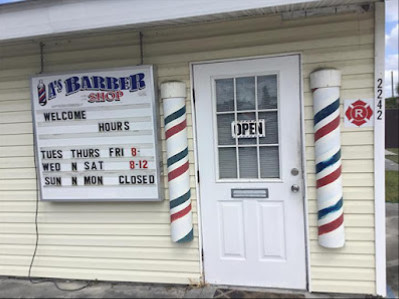 A's BARBER
SHOP
WELCOME
HOURS
TUES THURS FRI 8-
WED N SAT 8-12
SUN N MON CLOSED
OPEN
2242
R